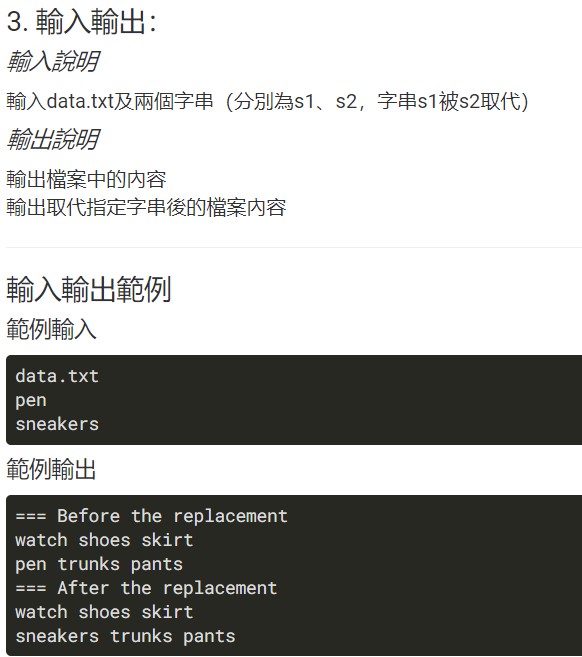 3. 輸入輸出：
輸入說明
輸入data.txt及兩個字串（分別為s1、s2，字串s1被s2取代）
輸出說明
輸出檔案中的內容
輸出取代指定字串後的檔案內容
輸入輸出範例
範例輸入
data.txt
pen
sneakers
範例輸出
=== Before the replacement
watch shoes skirt
pen trunks pants
=== After the replacement
watch shoes skirt
sneakers trunks pants